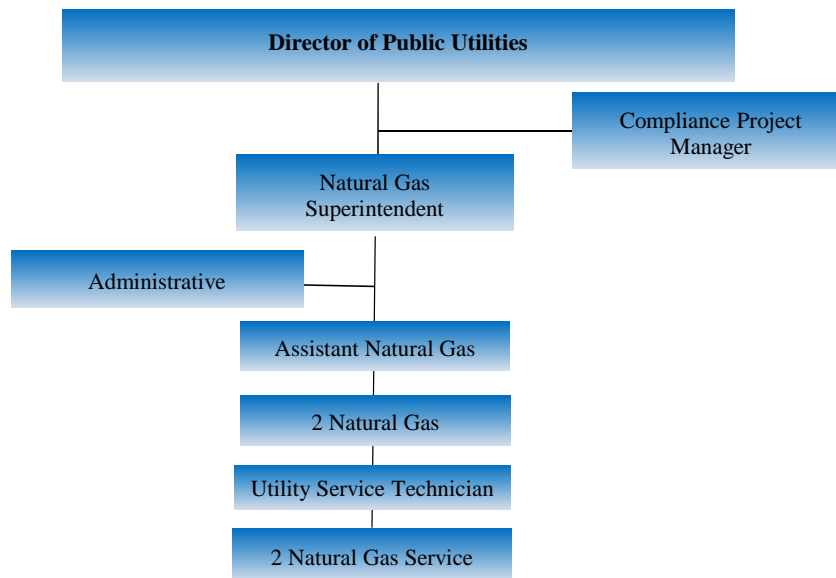 Director of Public Utilities
Compliance Project
Manager
Natural Gas
Superintendent
Administrative
Assistant Natural Gas
2 Natural Gas
Utility Service Technician
2 Natural Gas Service